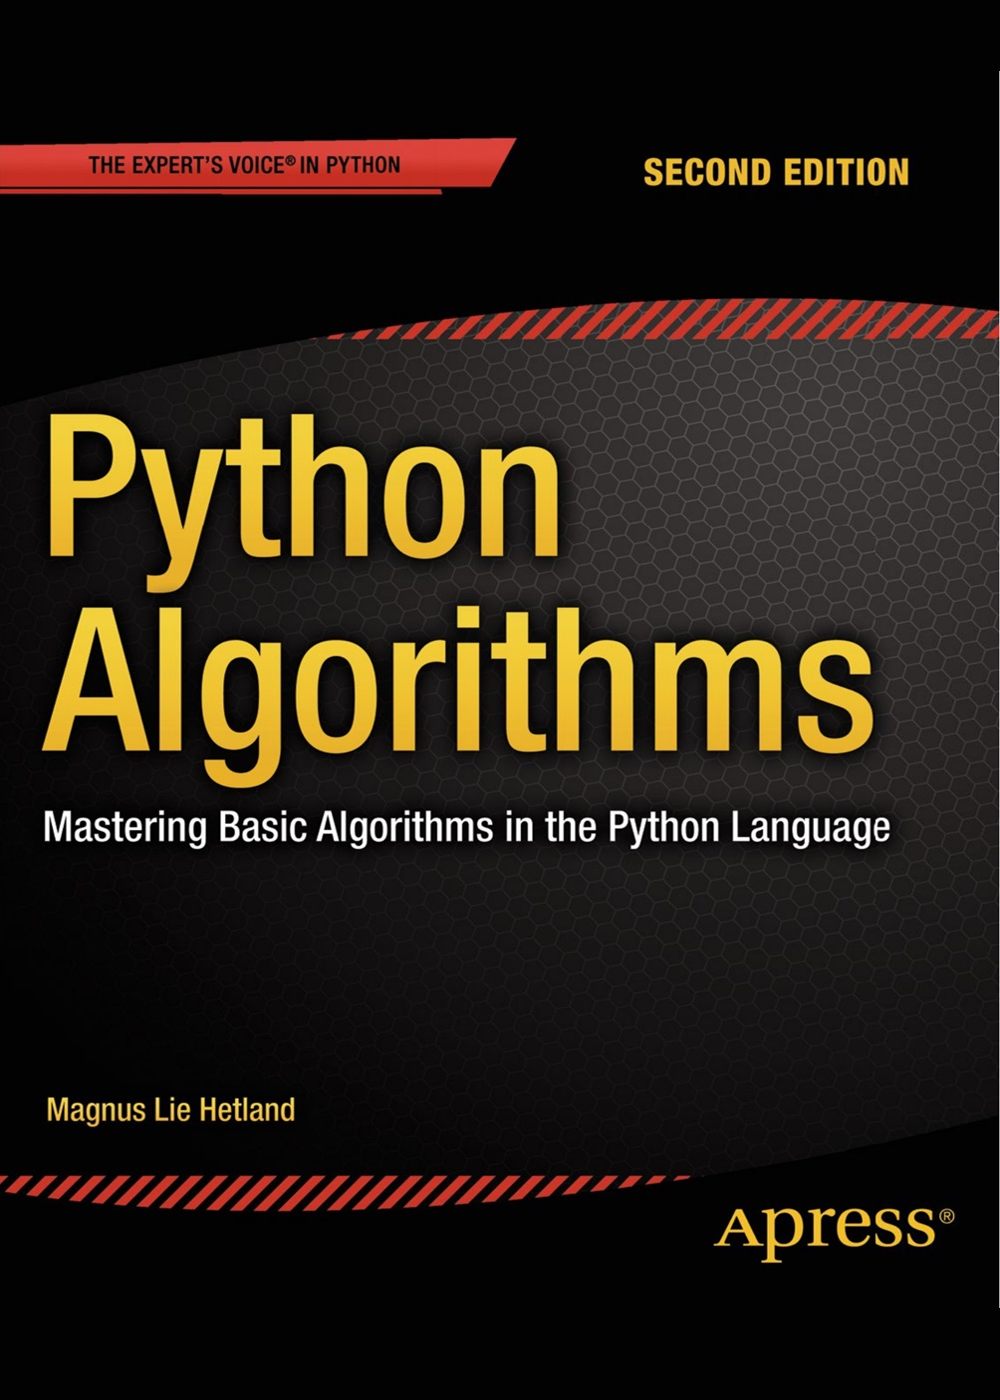 THE EXPERT'S VOICE® IN PYTHON
SECOND EDITION
Python
Algorithms
Mastering Basic Algorithms in the Python Language
Magnus Lie Hetland
Apress®